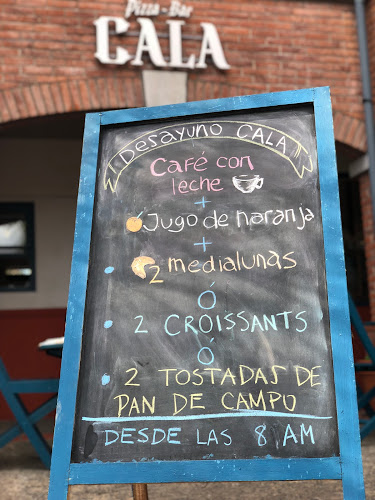 Pizza-Bar
CALA
Desayuno CALA
Café con
leche
+
Jugo de naranja
+
• 2 medialunas
Ó
• 2 CROISSANTS
Ó
• 2 TOSTADAS DE
PAN DE CAMPO
DESDE LAS 8 AM